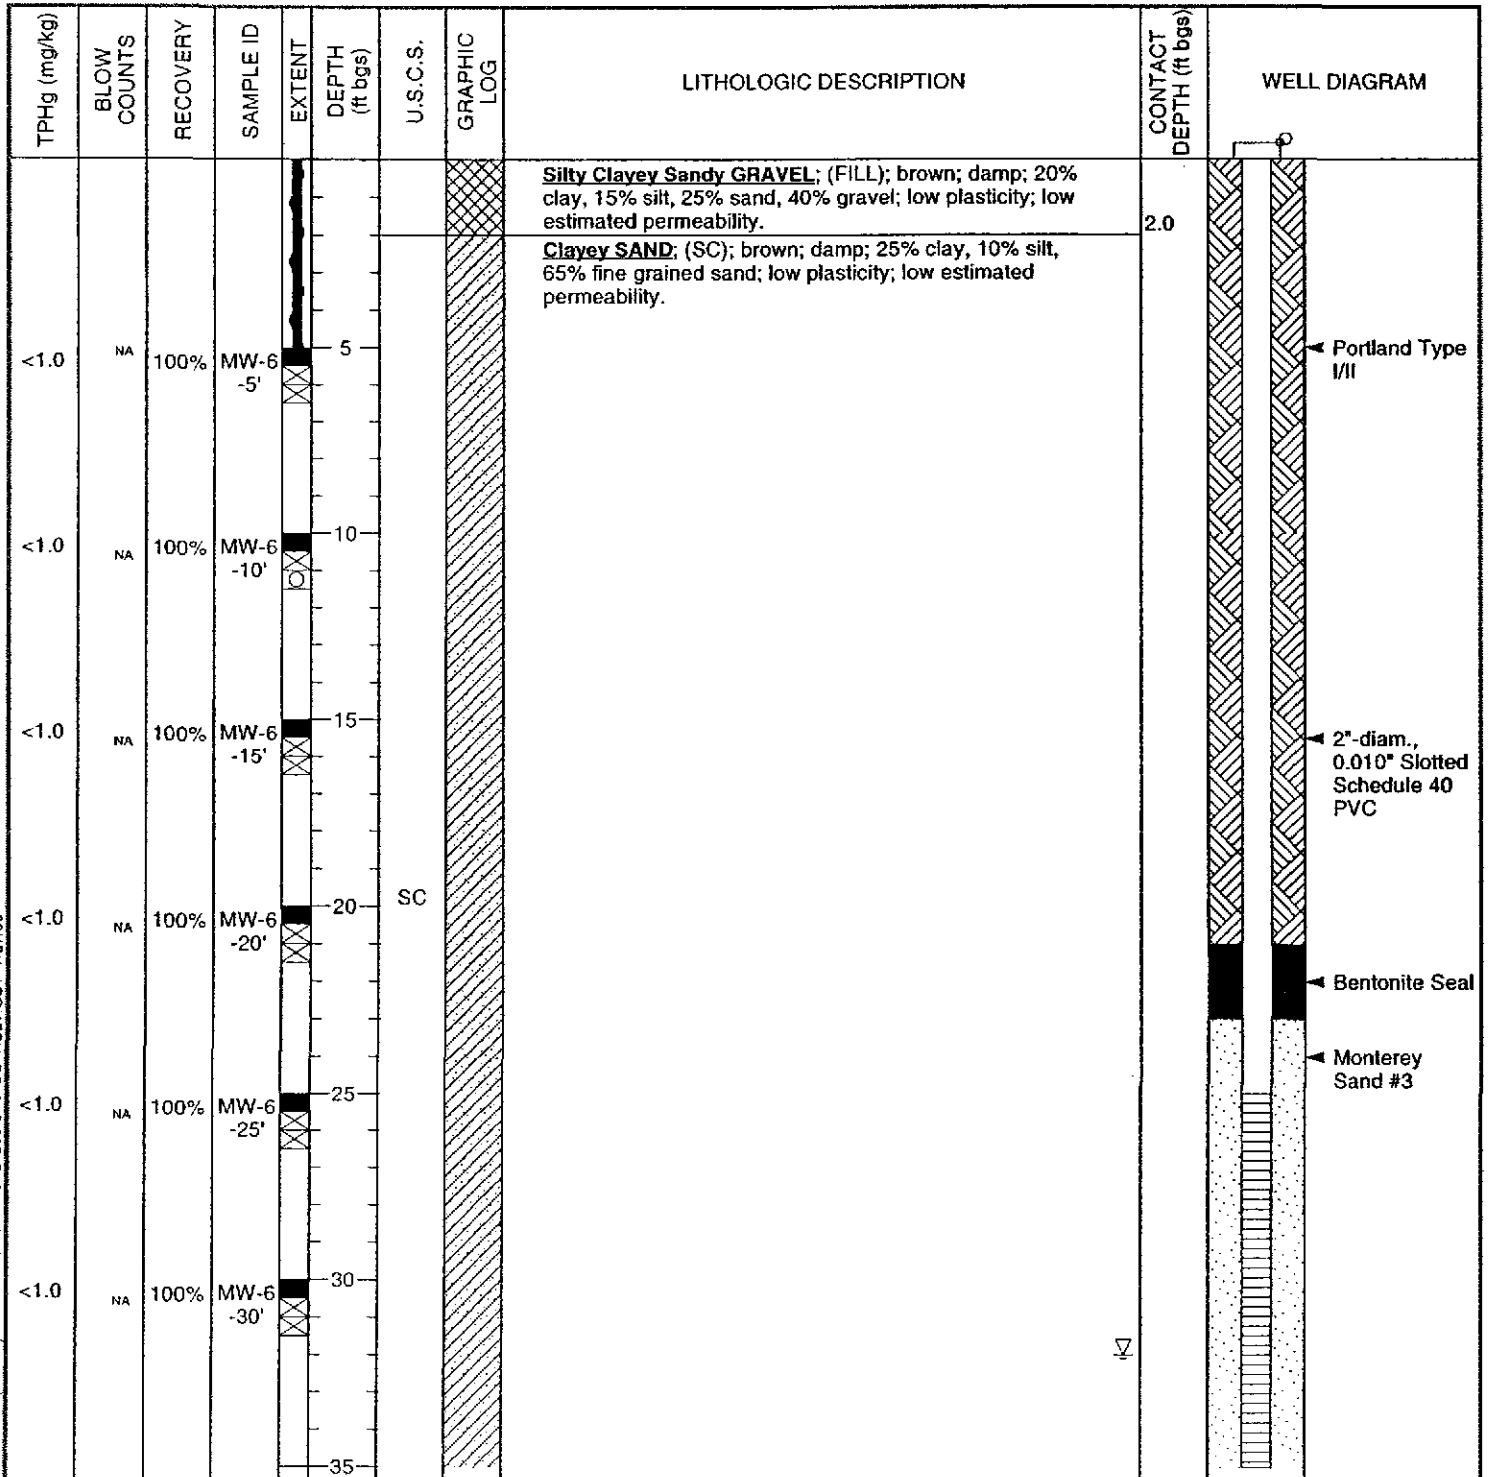 TPHg (mg/kg)
BLOW
COUNTS
RECOVERY
SAMPLE ID
EXTENT
DEPTH
(ft bgs)
U.S.C.S.
GRAPHIC
LOG
LITHOLOGIC DESCRIPTION
CONTACT
DEPTH (ft bgs)
WELL DIAGRAM
Silty Clayey Sandy GRAVEL; (FILL); brown; damp; 20%
clay, 15% silt, 25% sand, 40% gravel; low plasticity; low
estimated permeability.
2.0
Clayey SAND; (SC); brown; damp; 25% clay, 10% silt,
65% fine grained sand; low plasticity; low estimated
permeability.
<1.0 NA 100% MW-6 5
-5'
Portland Type
I/II
<1.0 NA 100% MW-6 10
-10'
<1.0 NA 100% MW-6 15
-15'
2"-diam.,
0.010" Slotted
Schedule 40
PVC
SC
<1.0 NA 100% MW-6 20
-20'
Bentonite Seal
Monterey
Sand #3
<1.0 NA 100% MW-6 25
-25'
<1.0 NA 100% MW-6 30
-30'
35